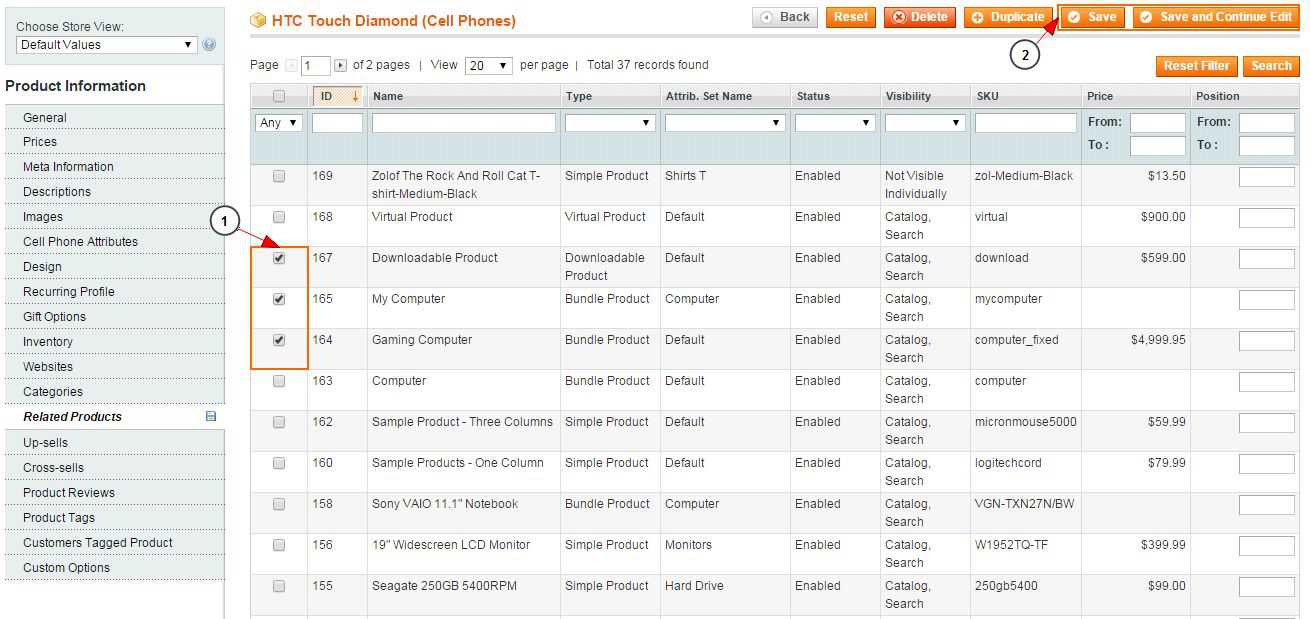 Choose Store View:
Default Values
Product Information
General
Prices
Meta Information
Descriptions
Images
Cell Phone Attributes
Design
Recurring Profile
Gift Options
Inventory
Websites
Categories
Related Products
Up-sells
Cross-sells
Product Reviews
Product Tags
Customers Tagged Product
Custom Options
HTC Touch Diamond (Cell Phones)
Back Reset Delete Duplicate Save Save and Continue Edit
1
2
Page 1 of 2 pages | View 20 per page | Total 37 records found
Reset Filter Search
ID Name Type Attrib. Set Name Status Visibility SKU Price Position
Any From: From:
To : To :
169 Zolof The Rock And Roll Cat T- Simple Product Shirts T Enabled Not Visible zol-Medium-Black $13.50
shirt-Medium-Black Individually
168 Virtual Product Virtual Product Default Enabled Catalog, virtual $900.00
Search
167 Downloadable Product Downloadable Default Enabled Catalog, download $599.00
Product Search
165 My Computer Bundle Product Computer Enabled Catalog, mycomputer
Search
164 Gaming Computer Bundle Product Default Enabled Catalog, computer_fixed $4,999.95
Search
163 Computer Bundle Product Default Enabled Catalog, computer
Search
162 Sample Product - Three Columns Simple Product Default Enabled Catalog, micronmouse5000 $59.99
Search
160 Sample Products - One Column Simple Product Default Enabled Catalog, logitechcord $79.99
Search
158 Sony VAIO 11.1" Notebook Bundle Product Computer Enabled Catalog, VGN-TXN27N/BW
Search
156 19" Widescreen LCD Monitor Simple Product Monitors Enabled Catalog, W1952TQ-TF $399.99
Search
155 Seagate 250GB 5400RPM Simple Product Hard Drive Enabled Catalog, 250gb5400 $99.00
Search